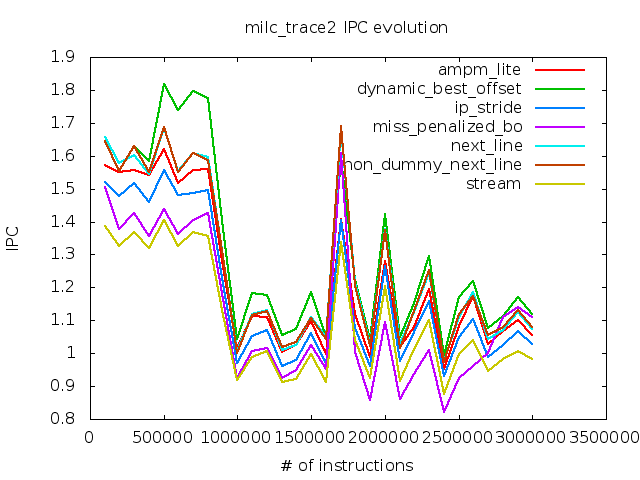 milc_trace2 IPC evolution
IPC
1.9
1.8
1.7
1.6
1.5
1.4
1.3
1.2
1.1
1
0.9
0.8
ampm_lite
dynamic_best_offset
ip_stride
miss_penalized_bo
next_line
non_dummy_next_line
stream
0 500000 1000000 1500000 2000000 2500000 3000000 3500000
# of instructions